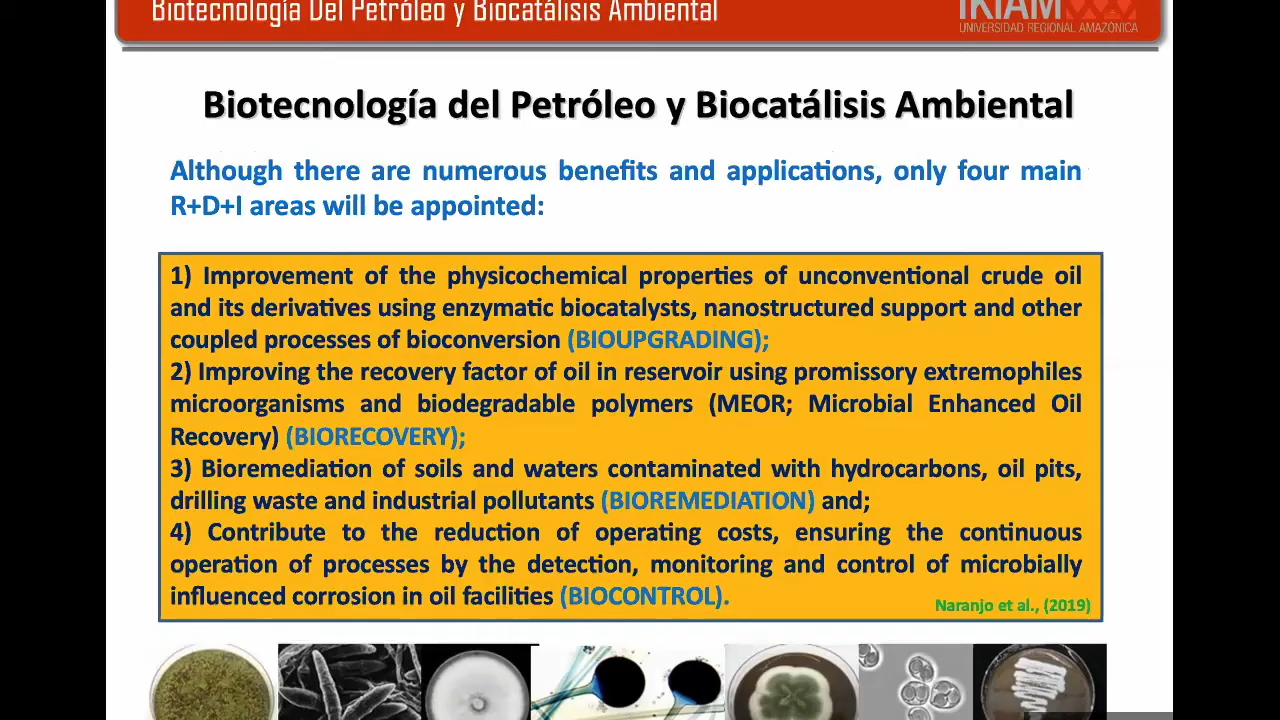 Biotecnología Del Petróleo y Biocatálisis Ambiental
IKIAM
UNIVERSIDAD REGIONAL AMAZÓNICA
Biotecnología del Petróleo y Biocatálisis Ambiental
Although there are numerous benefits and applications, only four main
R+D+I areas will be appointed:
1) Improvement of the physicochemical properties of unconventional crude oil
and its derivatives using enzymatic biocatalysts, nanostructured support and other
coupled processes of bioconversion (BIOUPGRADING);
2) Improving the recovery factor of oil in reservoir using promissory extremophiles
microorganisms and biodegradable polymers (MEOR; Microbial Enhanced Oil
Recovery) (BIORECOVERY);
3) Bioremediation of soils and waters contaminated with hydrocarbons, oil pits,
drilling waste and industrial pollutants (BIOREMEDIATION) and;
4) Contribute to the reduction of operating costs, ensuring the continuous
operation of processes by the detection, monitoring and control of microbially
influenced corrosion in oil facilities (BIOCONTROL).
Naranjo et al., (2019)